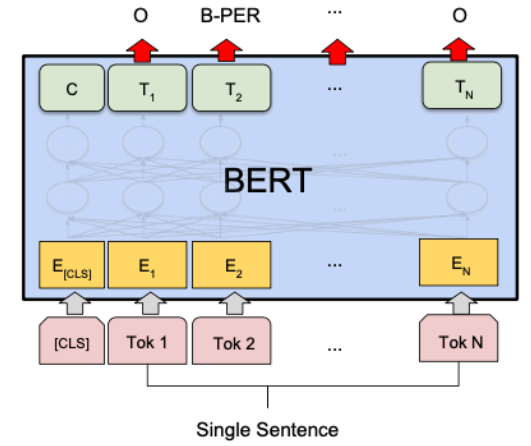 O B-PER ... O
C T1 T2 ... TN
...
BERT
...
E[CLS] E1 E2 ... EN
[CLS] Tok 1 Tok 2 ... Tok N
Single Sentence